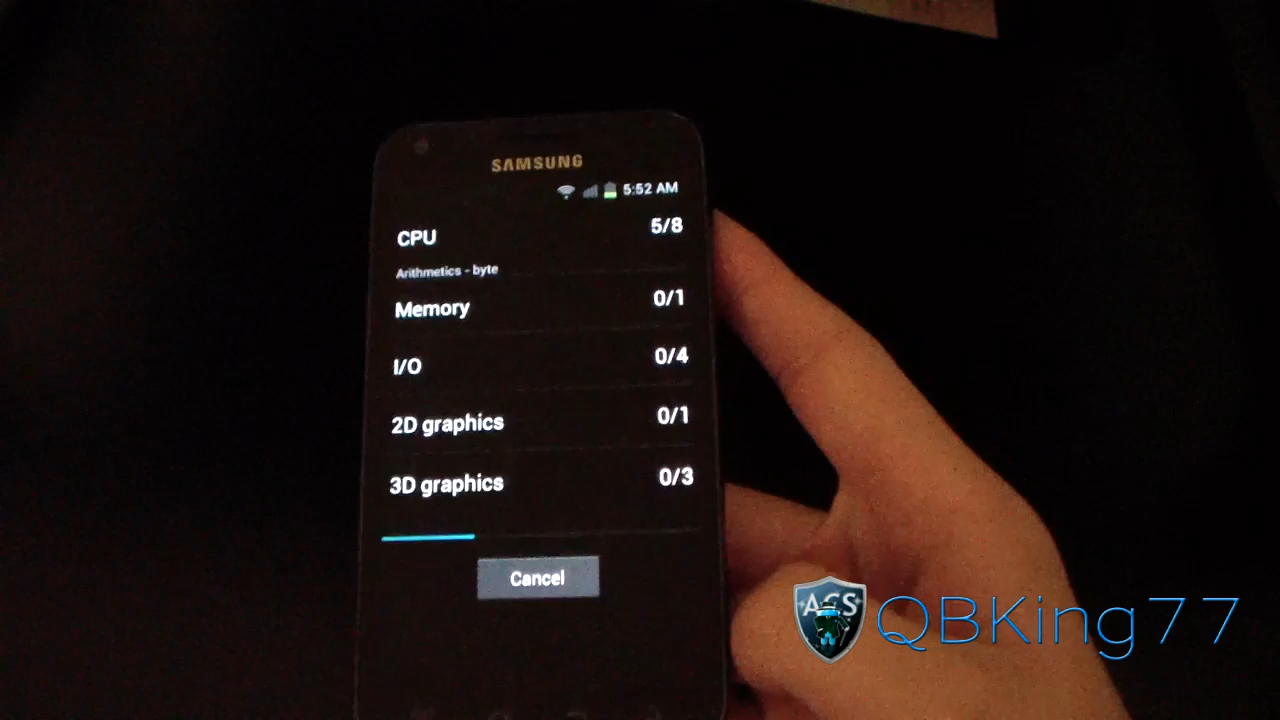 SAMSUNG
5:52 AM
CPU 5/8
Arithmetics - byte
Memory 0/1
I/O 0/4
2D graphics 0/1
3D graphics 0/3
Cancel
ACS
QBKing77